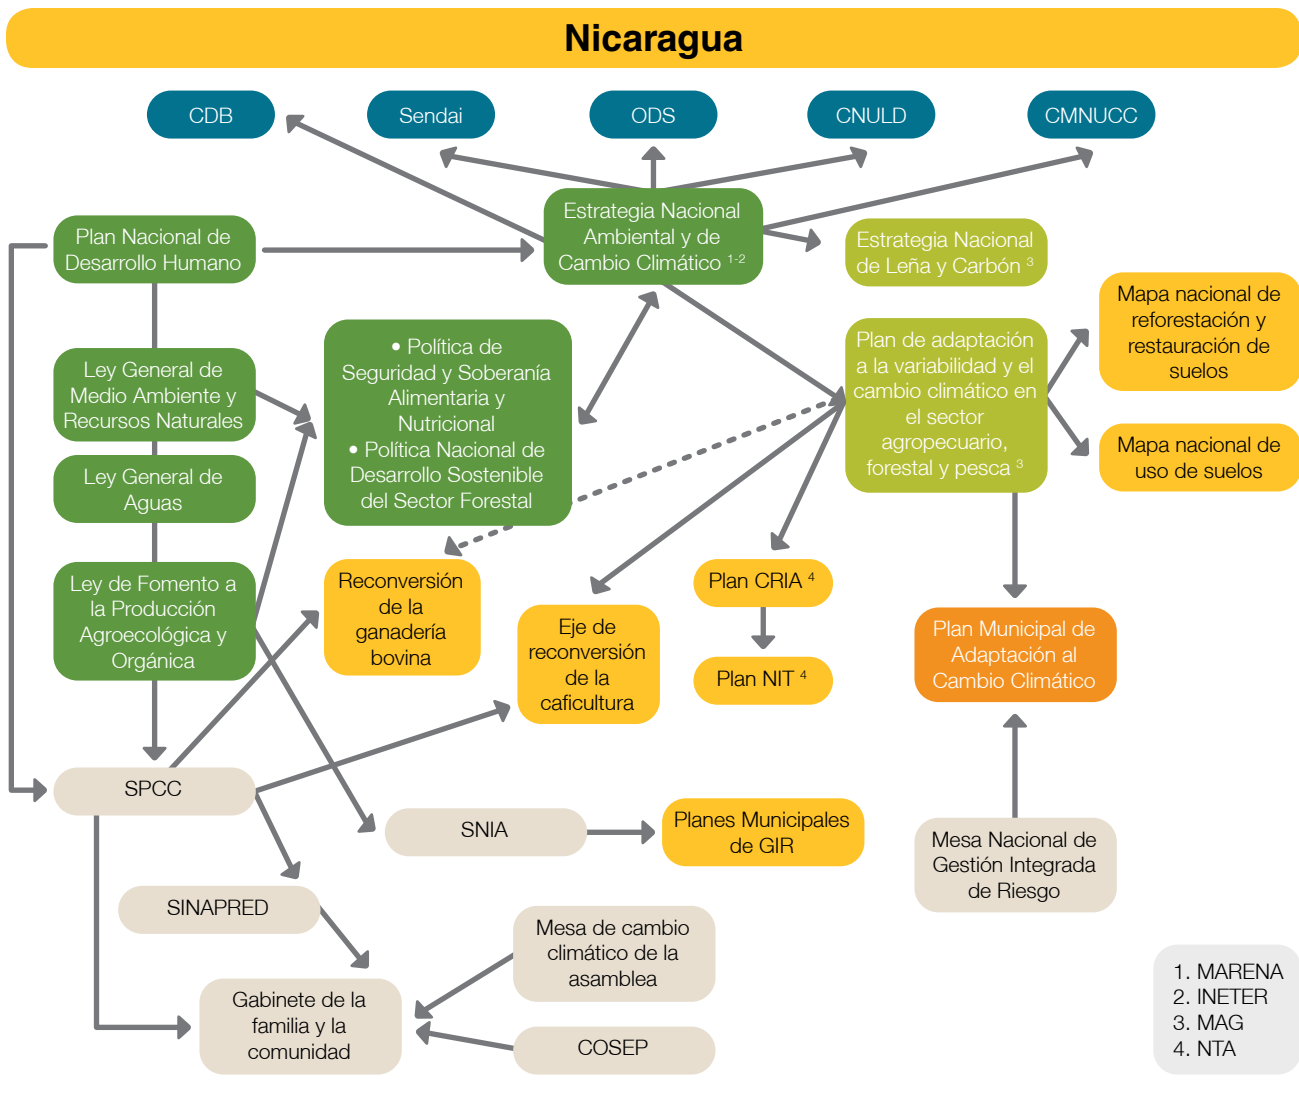 Nicaragua
CDB
Sendai
ODS
CNULD
CMNUCC
Plan Nacional de
Desarrollo Humano
Estrategia Nacional
Ambiental y de
Cambio Climático 1-2
Estrategia Nacional
de Leña y Carbón 3
Mapa nacional de
reforestación y
restauración de
suelos
Ley General de
Medio Ambiente y
Recursos Naturales
• Política de
Seguridad y Soberanía
Alimentaria y
Nutricional
• Política Nacional de
Desarrollo Sostenible
del Sector Forestal
Plan de adaptación
a la variabilidad y el
cambio climático en
el sector
agropecuario,
forestal y pesca 3
Mapa nacional de
uso de suelos
Ley General de
Aguas
Ley de Fomento a
la Producción
Agroecológica y
Orgánica
Reconversión
de la
ganadería
bovina
Eje de
reconversión
de la
caficultura
Plan CRIA 4
Plan NIT 4
Plan Municipal de
Adaptación al
Cambio Climático
SPCC
SNIA
Planes Municipales
de GIR
Mesa Nacional de
Gestión Integrada
de Riesgo
SINAPRED
Mesa de cambio
climático de la
asamblea
Gabinete de la
familia y la
comunidad
COSEP
1. MARENA
2. INETER
3. MAG
4. NTA